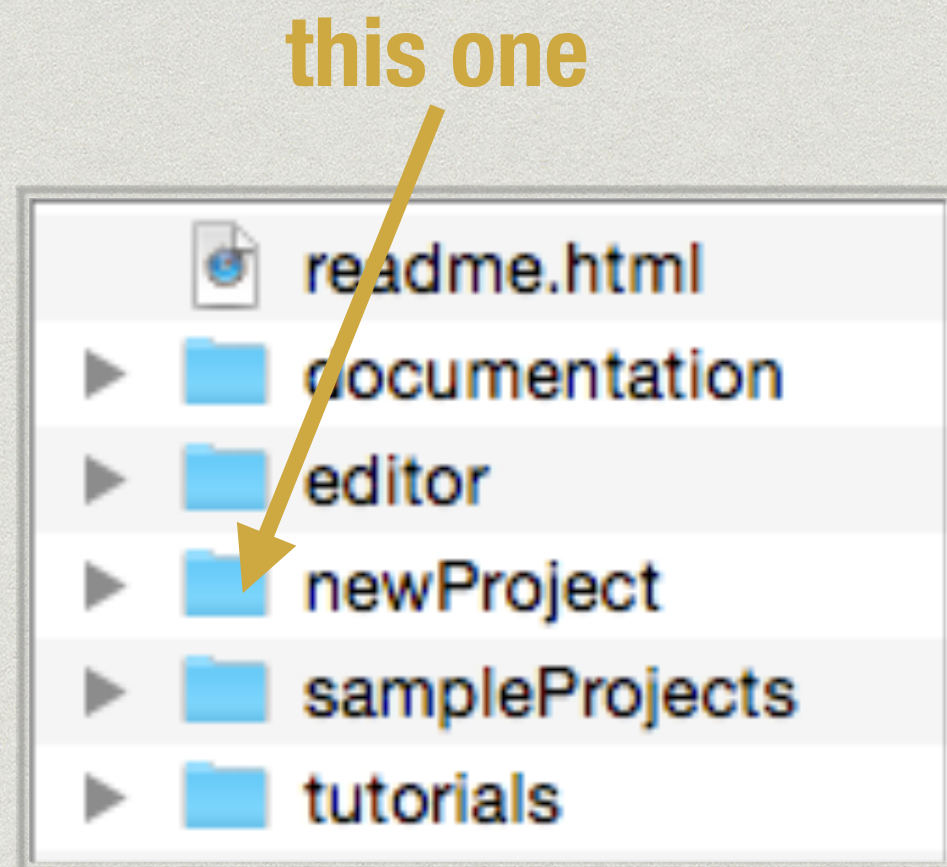 this one
readme.html
documentation
editor
newProject
sampleProjects
tutorials